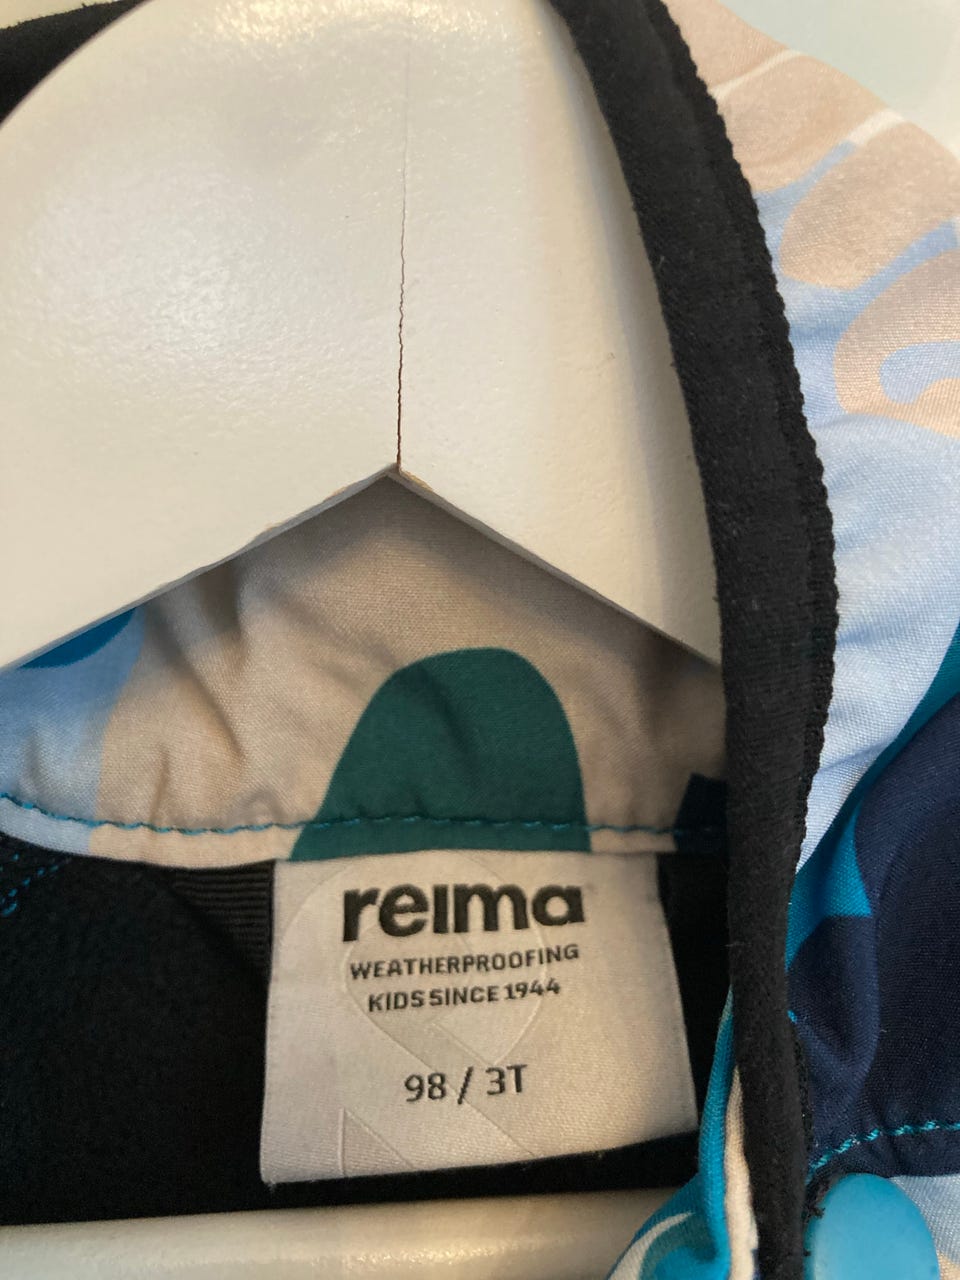 reima
WEATHERPROOFING
KIDS SINCE 1944
98 / 3T